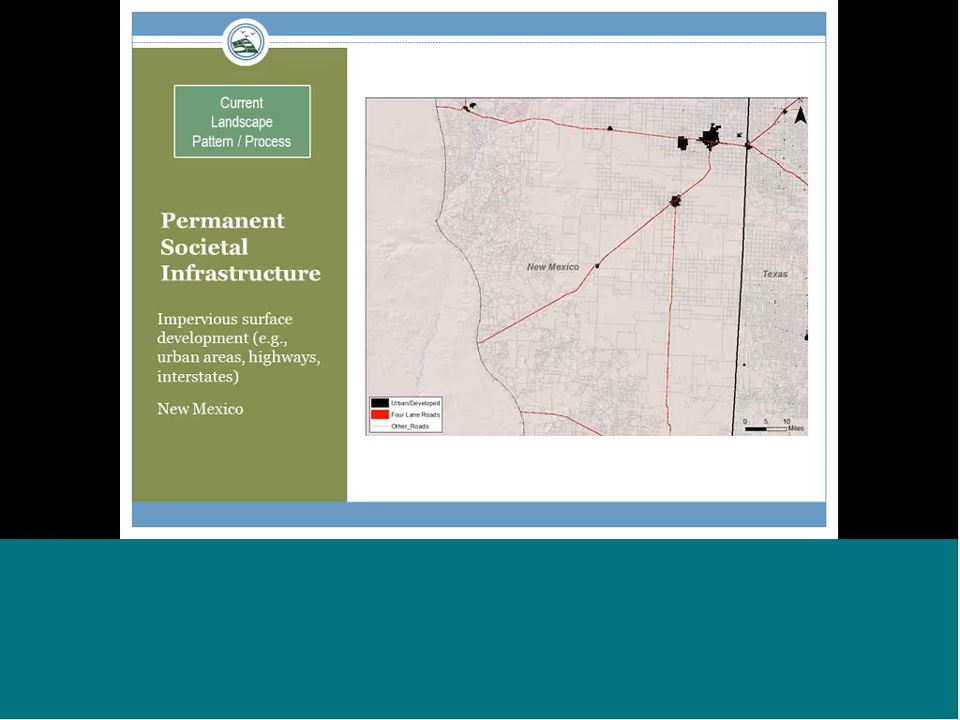 Current
Landscape
Pattern / Process
Permanent
Societal
Infrastructure
Impervious surface
development (e.g.,
urban areas, highways,
interstates)
New Mexico
New Mexico
Texas
Urban/Developed
Four Lane Roads
Other_Roads
0 5 10
Miles